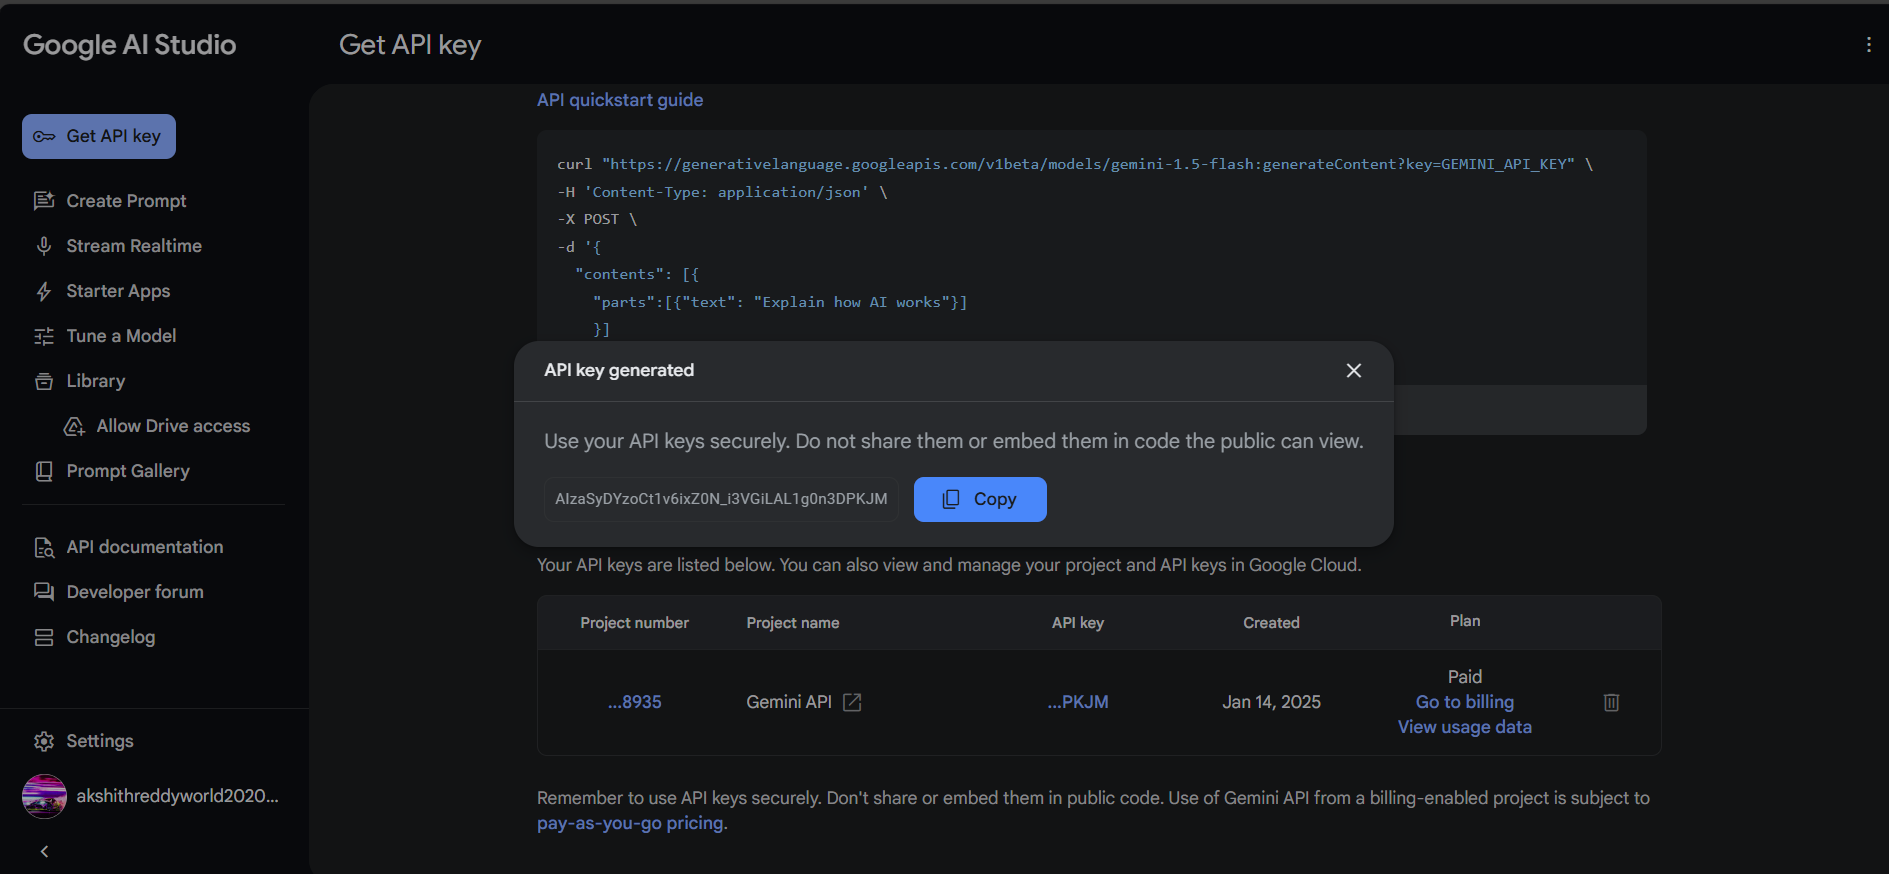 Google AI Studio
Get API key
Get API key
Create Prompt
Stream Realtime
Starter Apps
Tune a Model
Library
Allow Drive access
Prompt Gallery
API documentation
Developer forum
Changelog
Settings
akshithreddyworld2020...
API quickstart guide
curl "https://generativelanguage.googleapis.com/v1beta/models/gemini-1.5-flash:generateContent?key=GEMINI_API_KEY" \
-H 'Content-Type: application/json' \
-X POST \
-d '{
"contents": [{
"parts":[{"text": "Explain how AI works"}]
}]
API key generated
Use your API keys securely. Do not share them or embed them in code the public can view.
AIzaSyDYzoCt1v6ixZ0N_i3VGiLAL1g0n3DPKJM
Copy
Your API keys are listed below. You can also view and manage your project and API keys in Google Cloud.
Project number Project name API key Created Plan
...8935 Gemini API ...PKJM Jan 14, 2025 Paid
Go to billing
View usage data
Remember to use API keys securely. Don't share or embed them in public code. Use of Gemini API from a billing-enabled project is subject to
pay-as-you-go pricing.